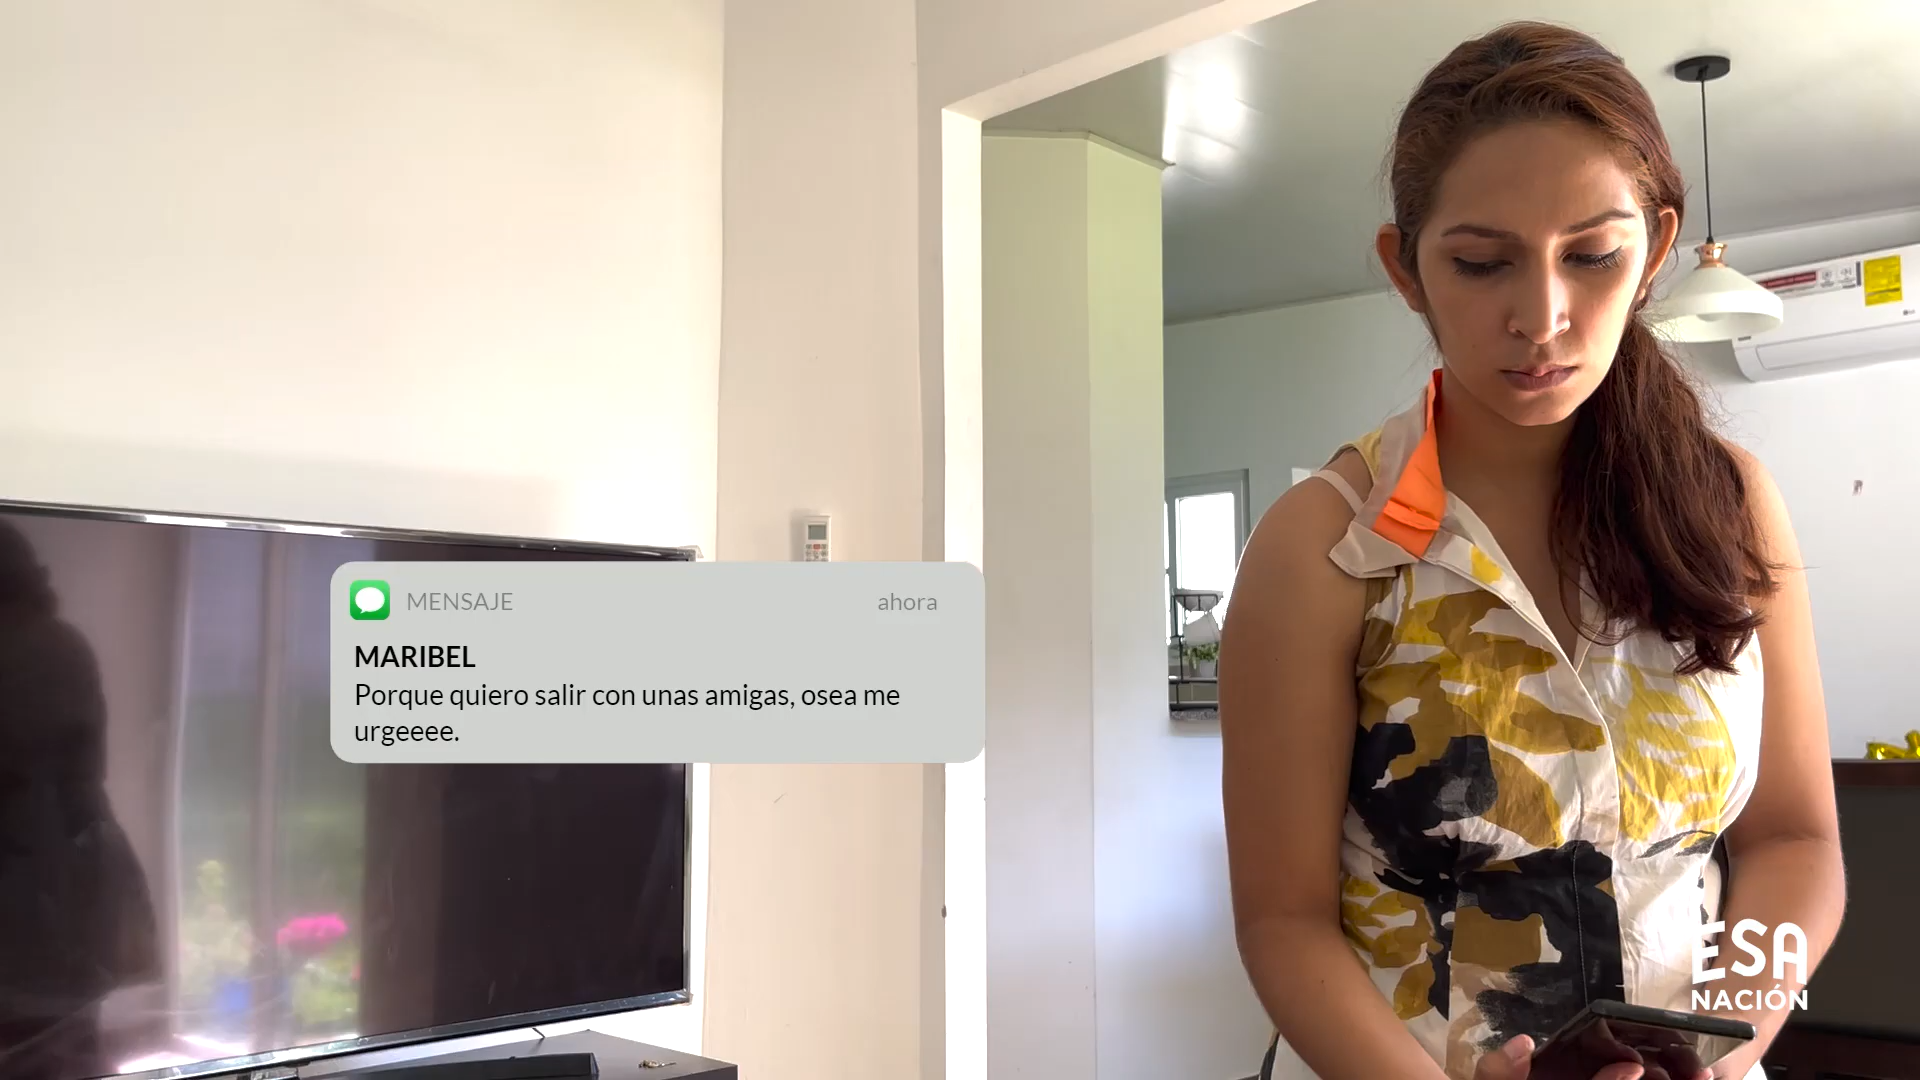 MENSAJE ahora
MARIBEL
Porque quiero salir con unas amigas, osea me
urgeeee.
ESA
NACIÓN